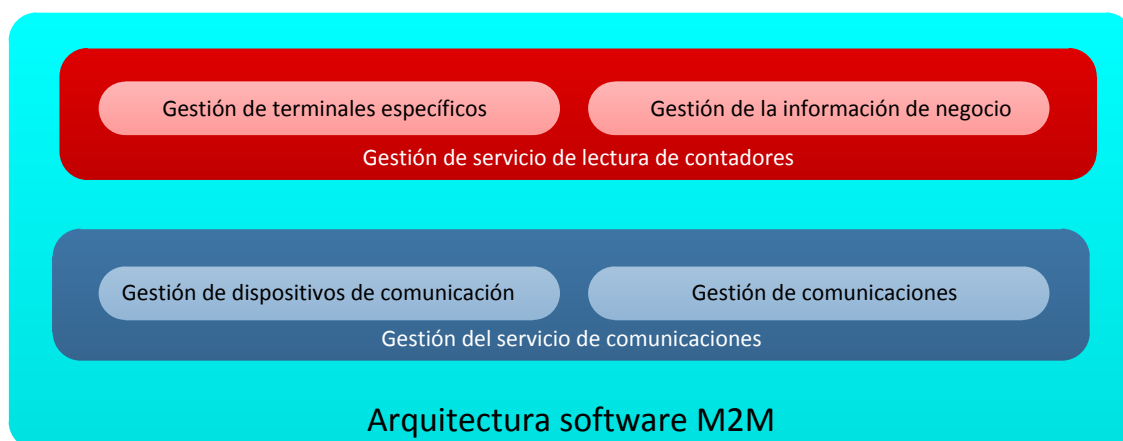 Gestión de terminales específicos
Gestión de la información de negocio
Gestión de servicio de lectura de contadores
Gestión de dispositivos de comunicación
Gestión de comunicaciones
Gestión del servicio de comunicaciones
Arquitectura software M2M